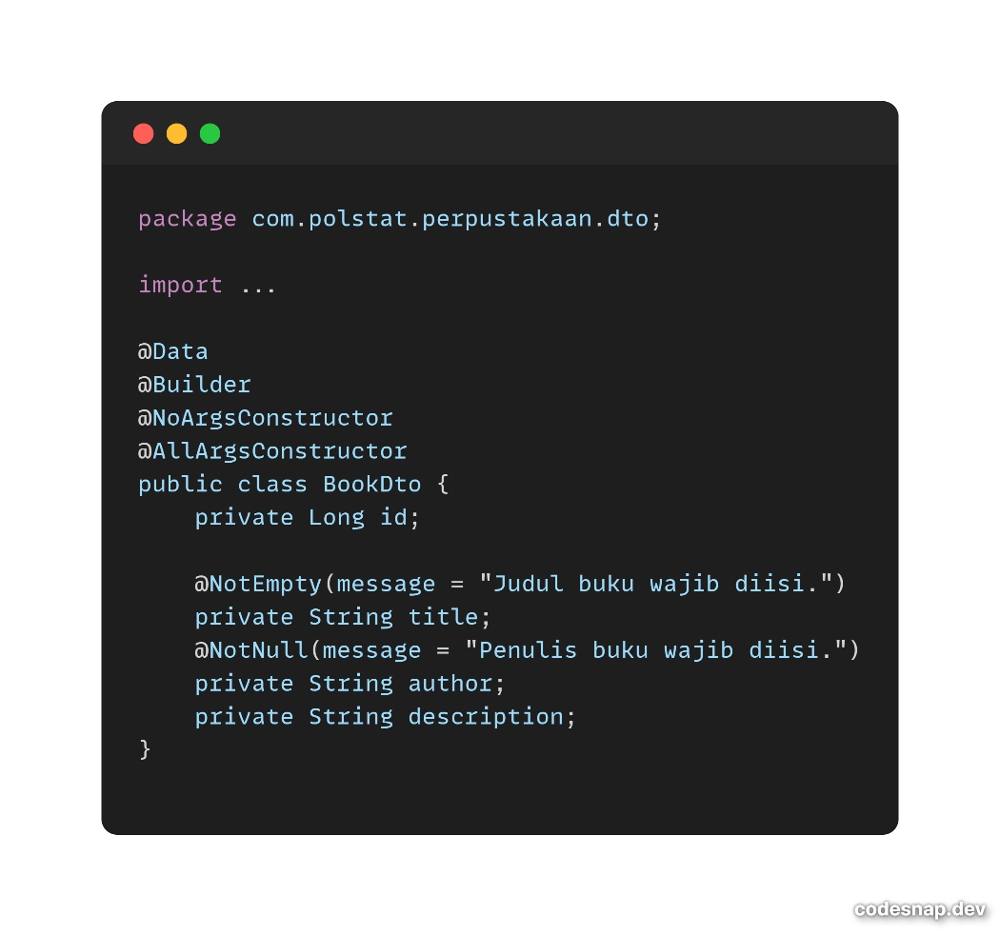 package com.polstat.perpustakaan.dto;
import ...
@Data
@Builder
@NoArgsConstructor
@AllArgsConstructor
public class BookDto {
    private Long id;
    @NotEmpty(message = "Judul buku wajib diisi.")
    private String title;
    @NotNull(message = "Penulis buku wajib diisi.")
    private String author;
    private String description;
}
codesnap.dev